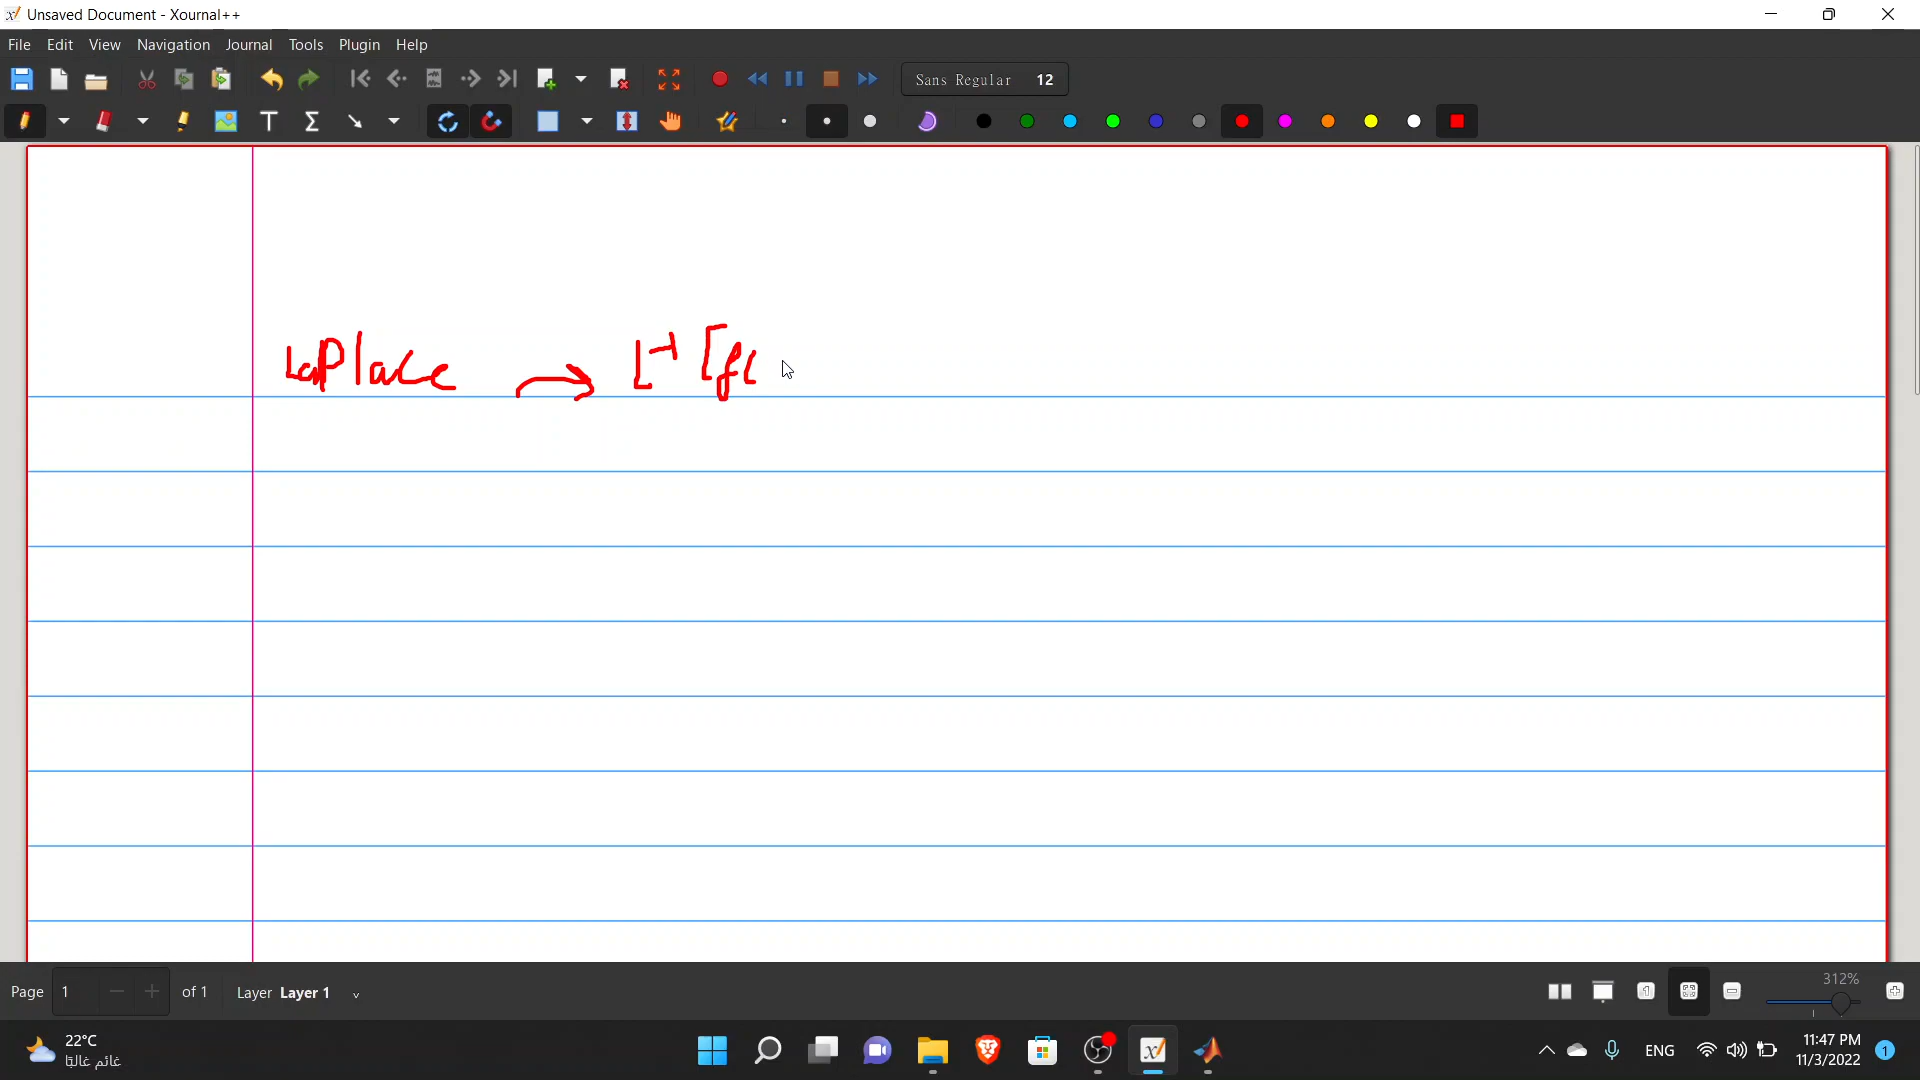 Unsaved Document - Xournal++
File Edit View Navigation Journal Tools Plugin Help
Sans Regular 12
LaPlace → L⁻¹ [f(
Page 1 of 1 Layer Layer 1
312%
22°C
غائم غالبًا
ENG
11:47 PM
11/3/2022
1